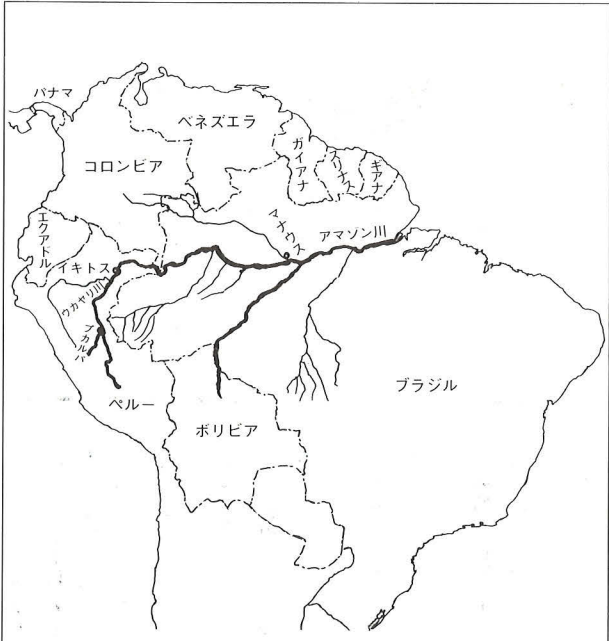 パナマ
ベネズエラ
コロンビア
ガイアナ
スリナス
ギアナ
エクアドル
マナウス
アマゾン川
イキトス
ウカヤリ川
プカルパ
ペルー
ブラジル
ボリビア